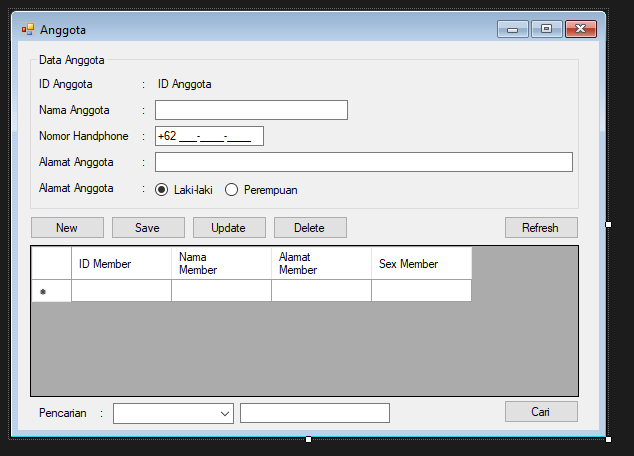 Anggota
Data Anggota
ID Anggota : ID Anggota
Nama Anggota :
Nomor Handphone : +62 ___-____-____
Alamat Anggota :
Alamat Anggota : Laki-laki Perempuan
New Save Update Delete Refresh
ID Member Nama Member Alamat Member Sex Member
*
Pencarian : Cari